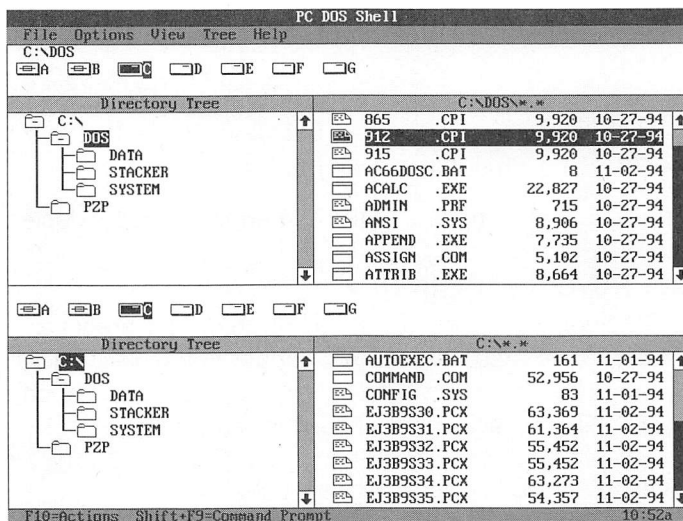 PC DOS Shell
File Options View Tree Help
C:\DOS
A B C D E F G
Directory Tree
C:\
DOS
DATA
STACKER
SYSTEM
PZP
C:\DOS\*.*
865 .CPI 9,920 10-27-94
912 .CPI 9,920 10-27-94
915 .CPI 9,920 10-27-94
AC66DOSC.BAT 8 11-02-94
ACALC .EXE 22,827 10-27-94
ADMIN .PRF 715 10-27-94
ANSI .SYS 8,906 10-27-94
APPEND .EXE 7,735 10-27-94
ASSIGN .COM 5,102 10-27-94
ATTRIB .EXE 8,664 10-27-94
A B C D E F G
Directory Tree
C:\
DOS
DATA
STACKER
SYSTEM
PZP
C:\*.*
AUTOEXEC.BAT 161 11-01-94
COMMAND .COM 52,956 10-27-94
CONFIG .SYS 83 11-01-94
EJ3B9S30.PCX 63,369 11-02-94
EJ3B9S31.PCX 61,364 11-02-94
EJ3B9S32.PCX 55,452 11-02-94
EJ3B9S33.PCX 55,452 11-02-94
EJ3B9S34.PCX 63,273 11-02-94
EJ3B9S35.PCX 54,357 11-02-94
F10=Actions Shift+F9=Command Prompt 10:52a